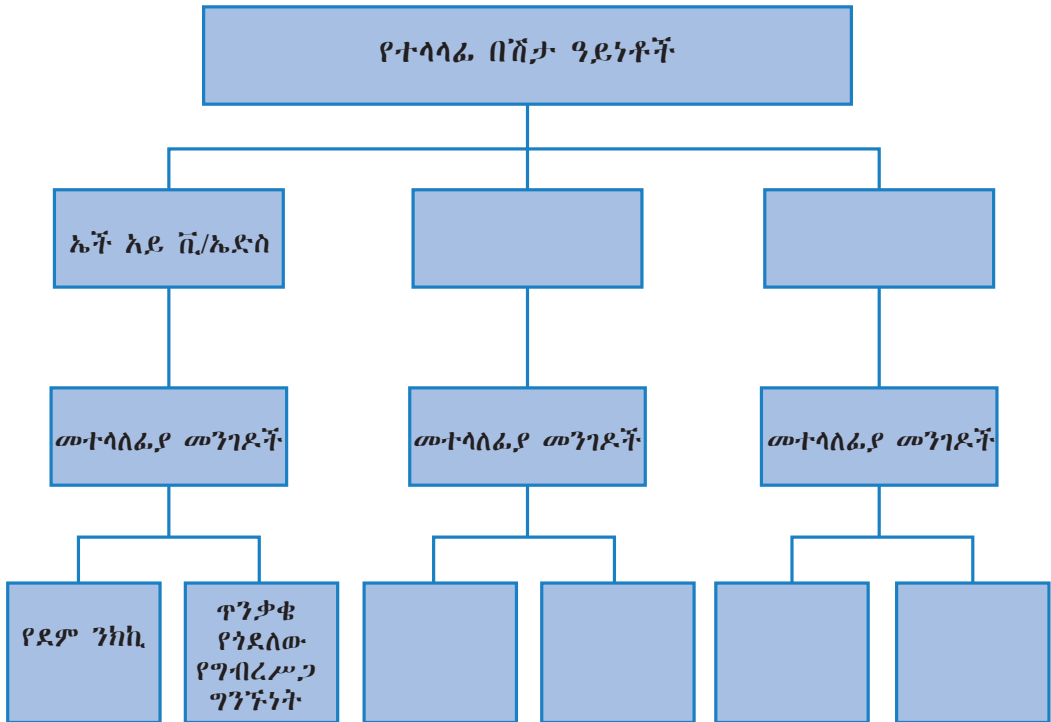 የተላላፊ በሽታ ዓይነቶች
ኤች አይ ቪ/ኤድስ
መተላለፊያ መንገዶች
መተላለፊያ መንገዶች
መተላለፊያ መንገዶች
የደም ንክኪ
ጥንቃቄ
የጎደለው
የግብረሥጋ
ግንኙነት